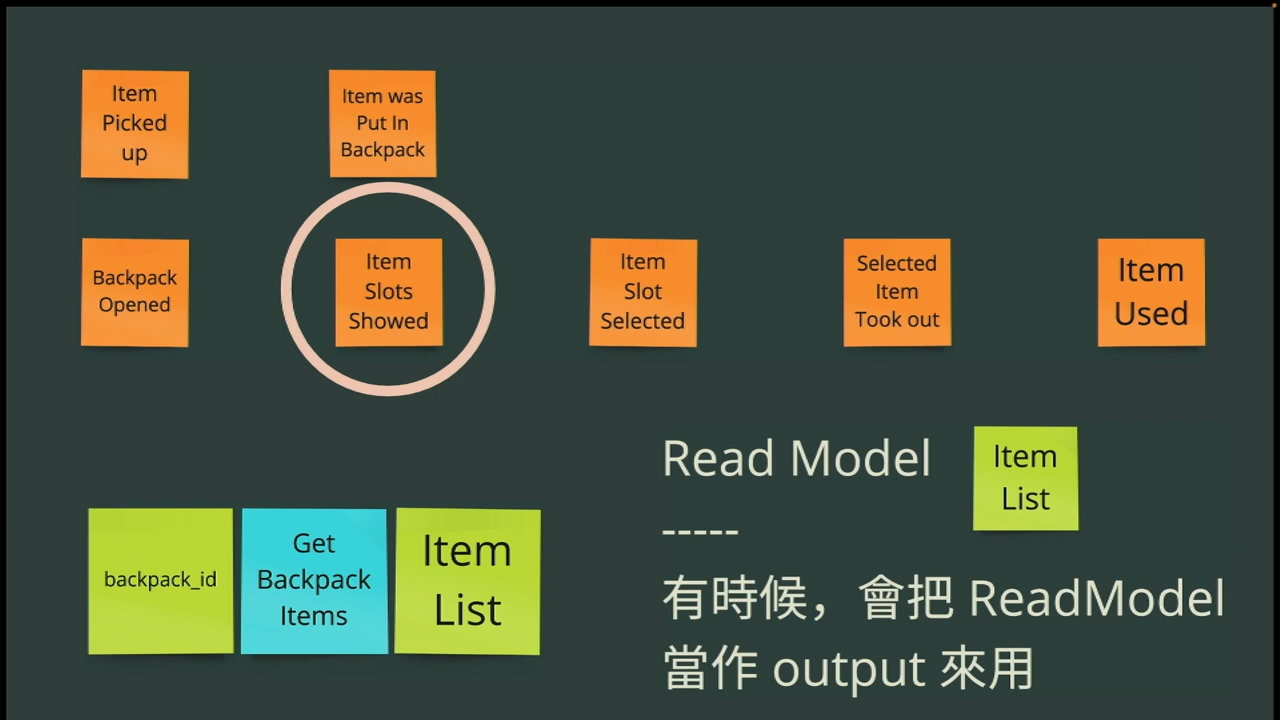 Item
Picked
up
Item was
Put In
Backpack
Backpack
Opened
Item
Slots
Showed
Item
Slot
Selected
Selected
Item
Took out
Item
Used
Read Model
Item
List
-----
有時候，會把 ReadModel
當作 output 來用
backpack_id
Get
Backpack
Items
Item
List